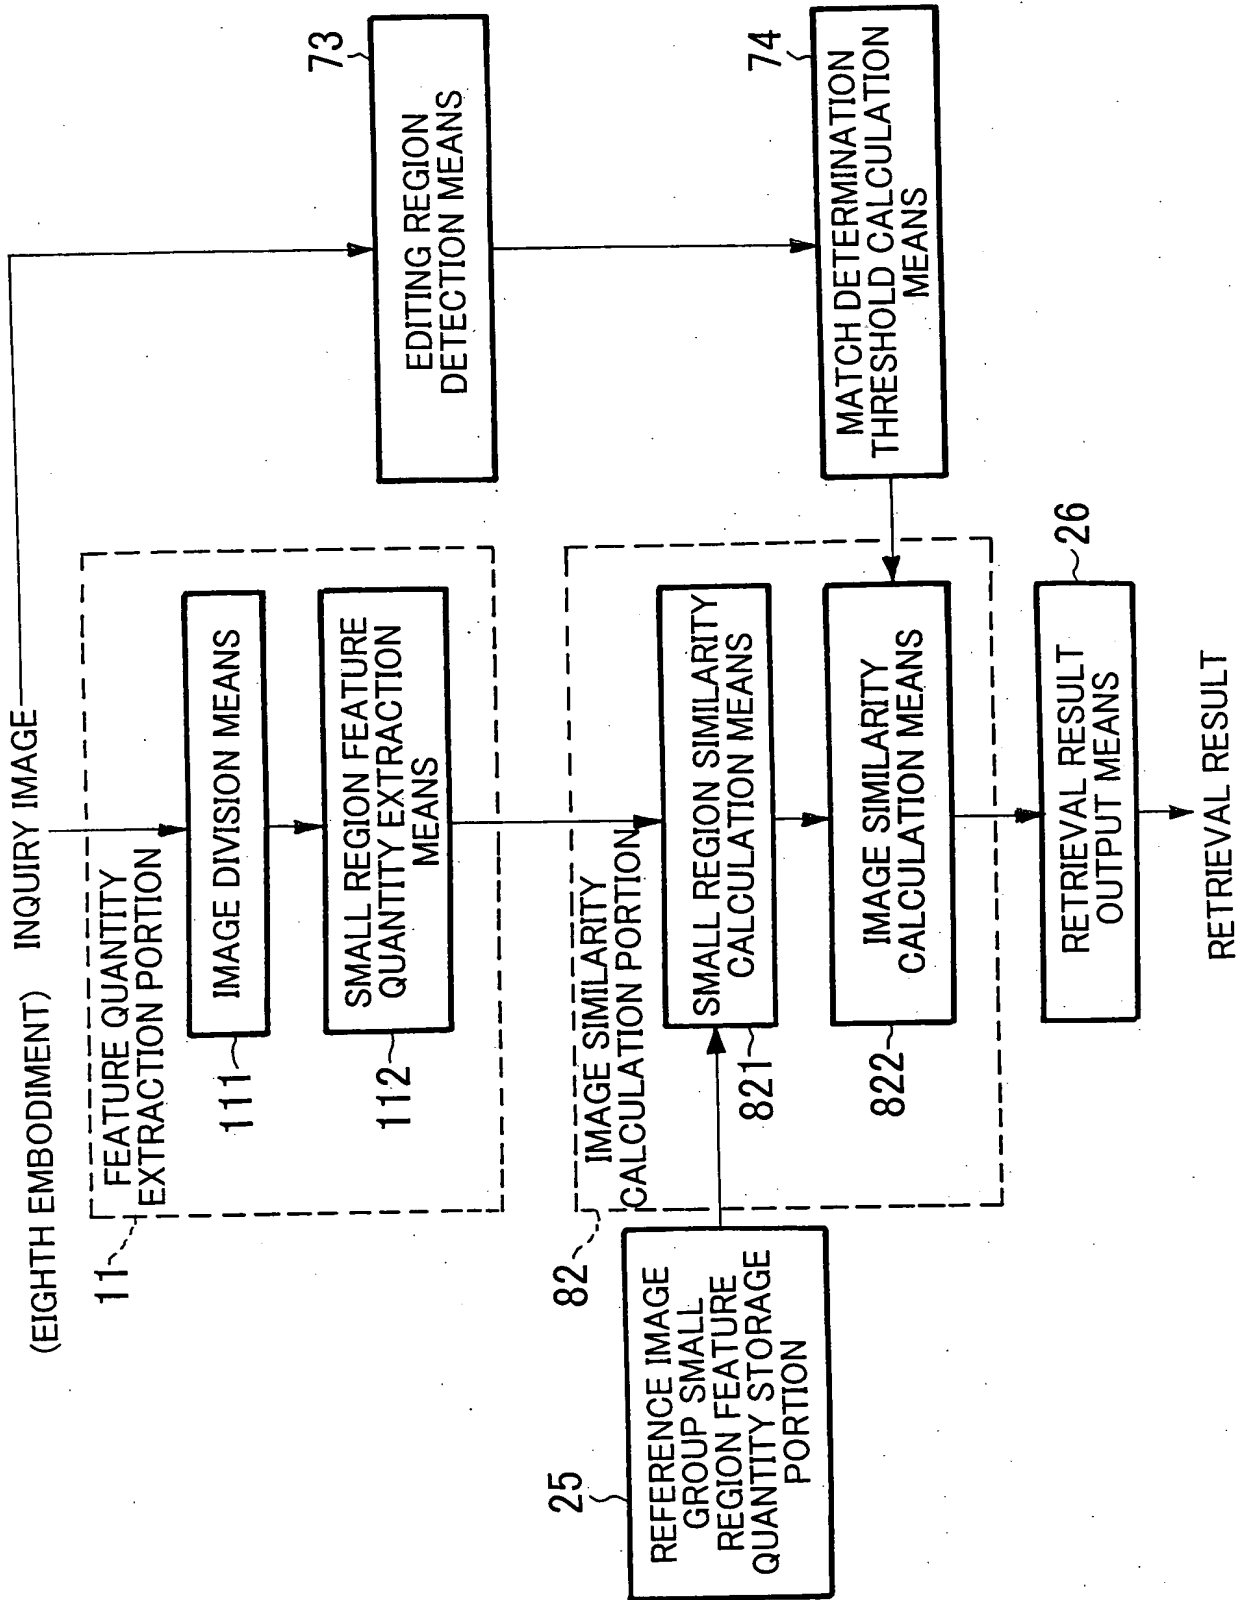 (EIGHTH EMBODIMENT)
INQUIRY IMAGE
FEATURE QUANTITY
EXTRACTION PORTION
11
IMAGE DIVISION MEANS
111
SMALL REGION FEATURE
QUANTITY EXTRACTION
MEANS
112
73
EDITING REGION
DETECTION MEANS
IMAGE SIMILARITY
CALCULATION PORTION
82
SMALL REGION SIMILARITY
CALCULATION MEANS
821
IMAGE SIMILARITY
CALCULATION MEANS
822
74
MATCH DETERMINATION
THRESHOLD CALCULATION
MEANS
25
REFERENCE IMAGE
GROUP SMALL
REGION FEATURE
QUANTITY STORAGE
PORTION
26
RETRIEVAL RESULT
OUTPUT MEANS
RETRIEVAL RESULT